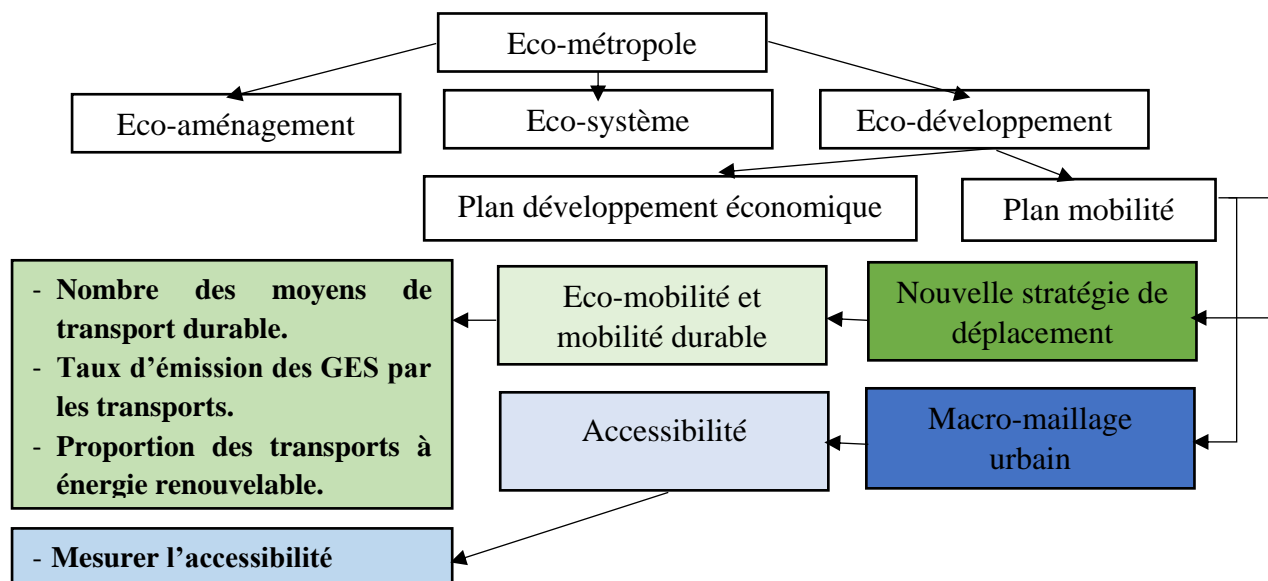 Eco-métropole
Eco-aménagement
Eco-système
Eco-développement
Plan développement économique
Plan mobilité
- Nombre des moyens de
transport durable.
- Taux d’émission des GES par
les transports.
- Proportion des transports à
énergie renouvelable.
Eco-mobilité et
mobilité durable
Nouvelle stratégie de
déplacement
Accessibilité
Macro-maillage
urbain
- Mesurer l’accessibilité